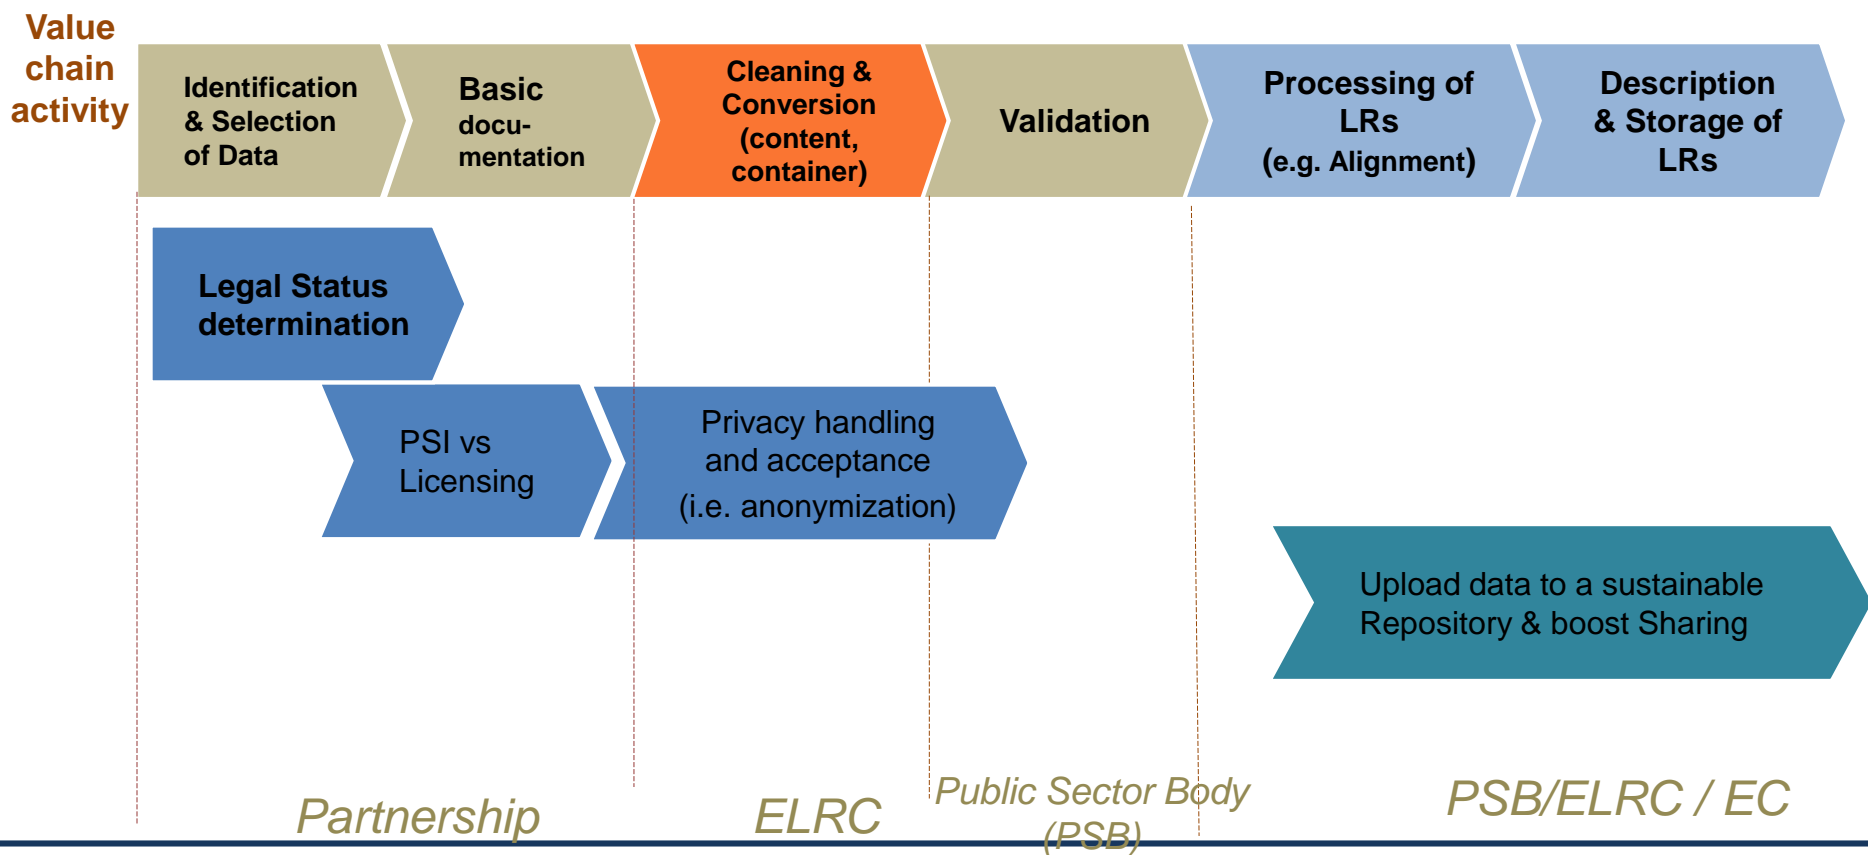 Value
chain
activity
Identification
& Selection
of Data
Basic
docu-
mentation
Cleaning &
Conversion
(content,
container)
Validation
Processing of
LRs
(e.g. Alignment)
Description
& Storage of
LRs
Legal Status
determination
PSI vs
Licensing
Privacy handling
and acceptance
(i.e. anonymization)
Upload data to a sustainable
Repository & boost Sharing
Partnership
ELRC
Public Sector Body
(PSB)
PSB/ELRC / EC